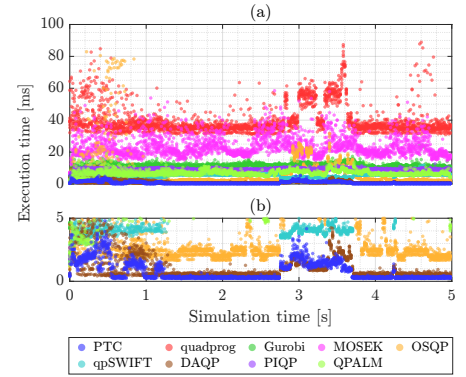 (a)
100
80
60
40
20
0
Execution time [ms]
(b)
5
0
0 1 2 3 4 5
Simulation time [s]
PTC quadprog Gurobi MOSEK OSQP
qpSWIFT DAQP PIQP QPALM